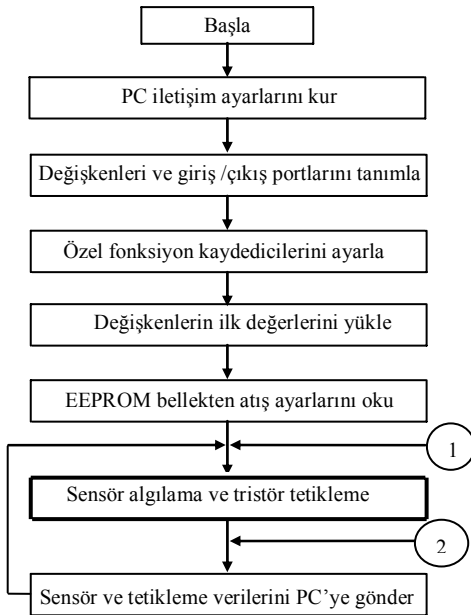 Başla
PC iletişim ayarlarını kur
Değişkenleri ve giriş /çıkış portlarını tanımla
Özel fonksiyon kaydedicilerini ayarla
Değişkenlerin ilk değerlerini yükle
EEPROM bellekten atış ayarlarını oku
1
Sensör algılama ve tristör tetikleme
2
Sensör ve tetikleme verilerini PC’ye gönder